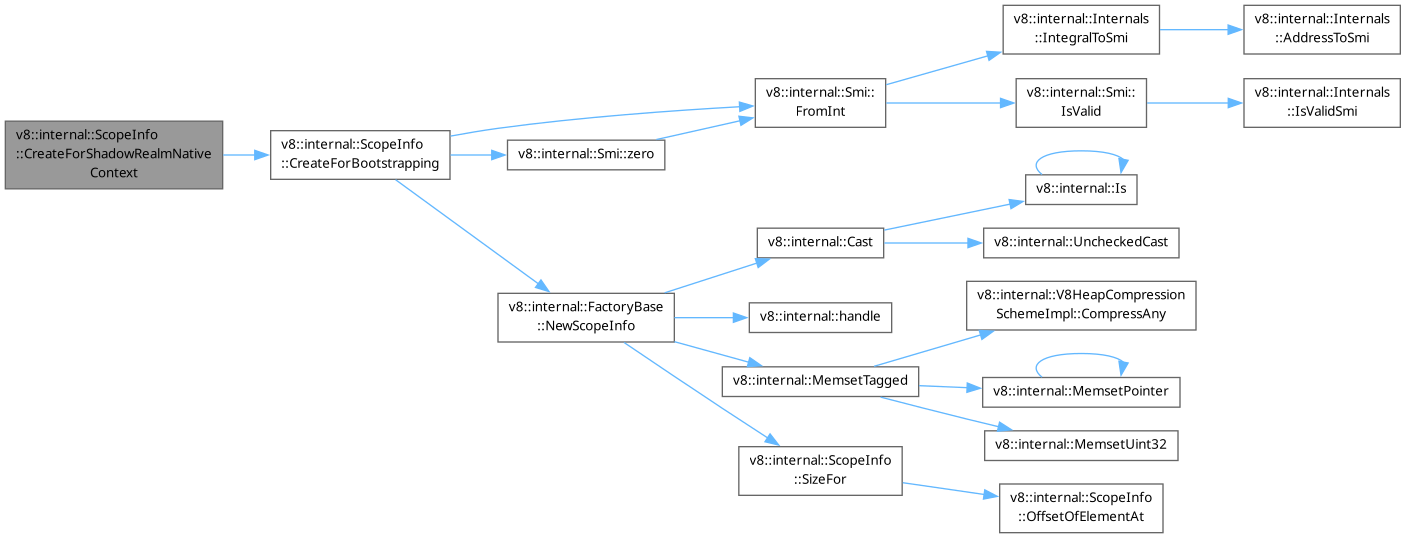 v8::internal::ScopeInfo
::CreateForShadowRealmNative
Context
v8::internal::ScopeInfo
::CreateForBootstrapping
v8::internal::Smi::
FromInt
v8::internal::Internals
::IntegralToSmi
v8::internal::Internals
::AddressToSmi
v8::internal::Smi::
IsValid
v8::internal::Internals
::IsValidSmi
v8::internal::Smi::zero
v8::internal::FactoryBase
::NewScopeInfo
v8::internal::Cast
v8::internal::Is
v8::internal::UncheckedCast
v8::internal::handle
v8::internal::MemsetTagged
v8::internal::V8HeapCompression
SchemeImpl::CompressAny
v8::internal::MemsetPointer
v8::internal::MemsetUint32
v8::internal::ScopeInfo
::SizeFor
v8::internal::ScopeInfo
::OffsetOfElementAt